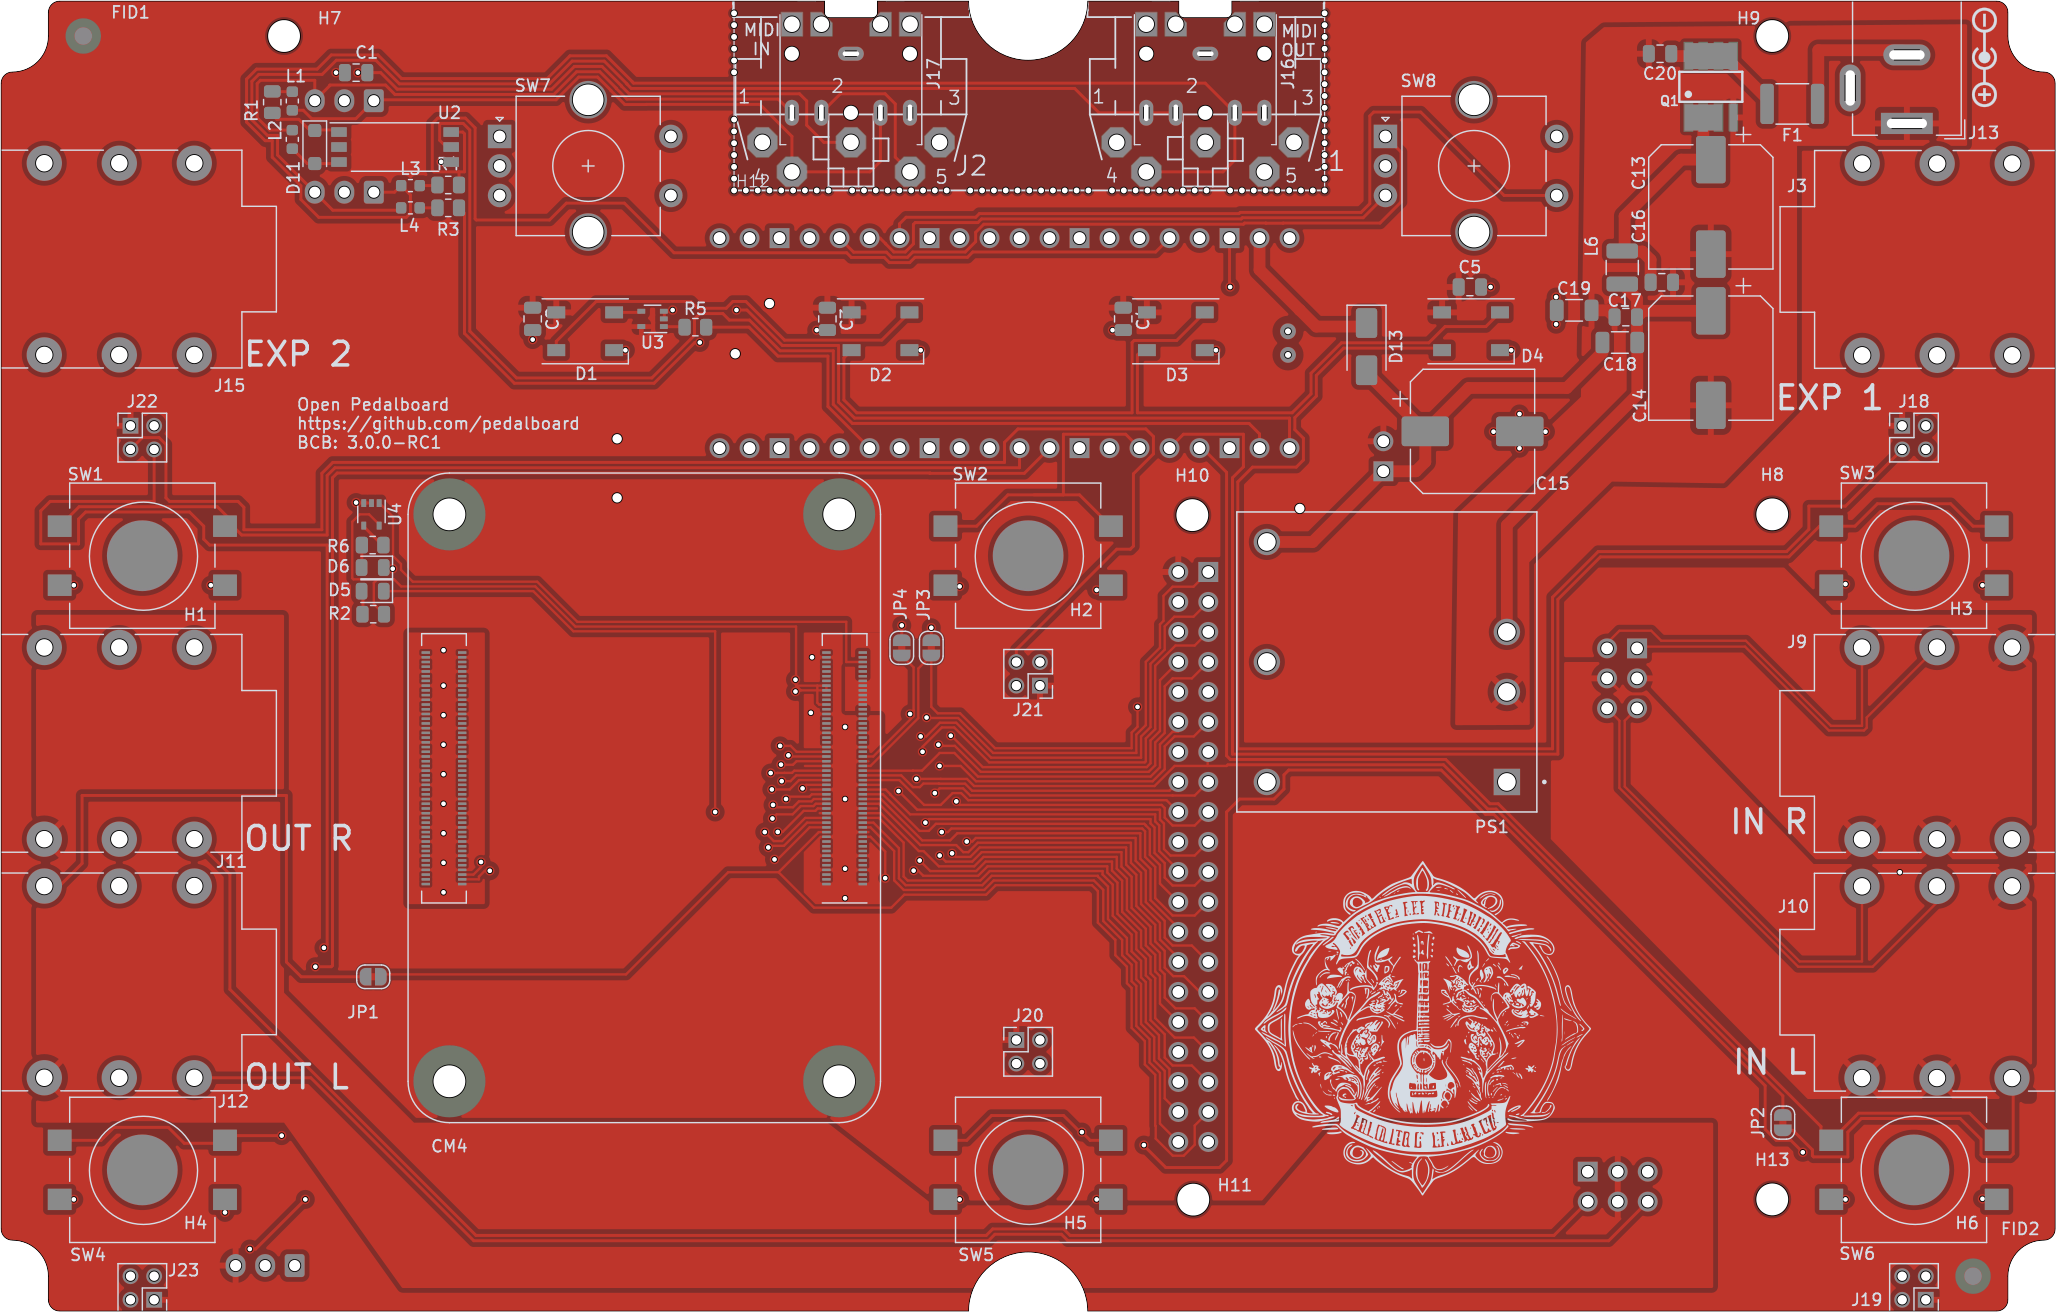 FID1
H7
H9
MIDI
IN
MIDI
OUT
C1
L1
R1
L2
D11
U2
L3
L4
R3
SW7
J17
J16
1
2
3
4
5
1
2
3
4
5
J2
J1
H12
SW8
C20
Q1
F1
J13
C13
J3
C16
L6
C5
C19
C17
C18
C14
R5
U3
D1
D2
D3
D13
D4
EXP 2
J15
EXP 1
J22
J18
Open Pedalboard
https://github.com/pedalboard
BCB: 3.0.0-RC1
SW1
SW2
H10
C15
H8
SW3
U4
R6
D6
D5
R2
H1
JP4
JP3
H2
H3
J9
J21
OUT R
J11
PS1
IN R
J10
JP1
J20
OUT L
J12
IN L
CM4
JP2
H13
H11
H4
H5
H6
FID2
SW4
SW5
SW6
J23
J19